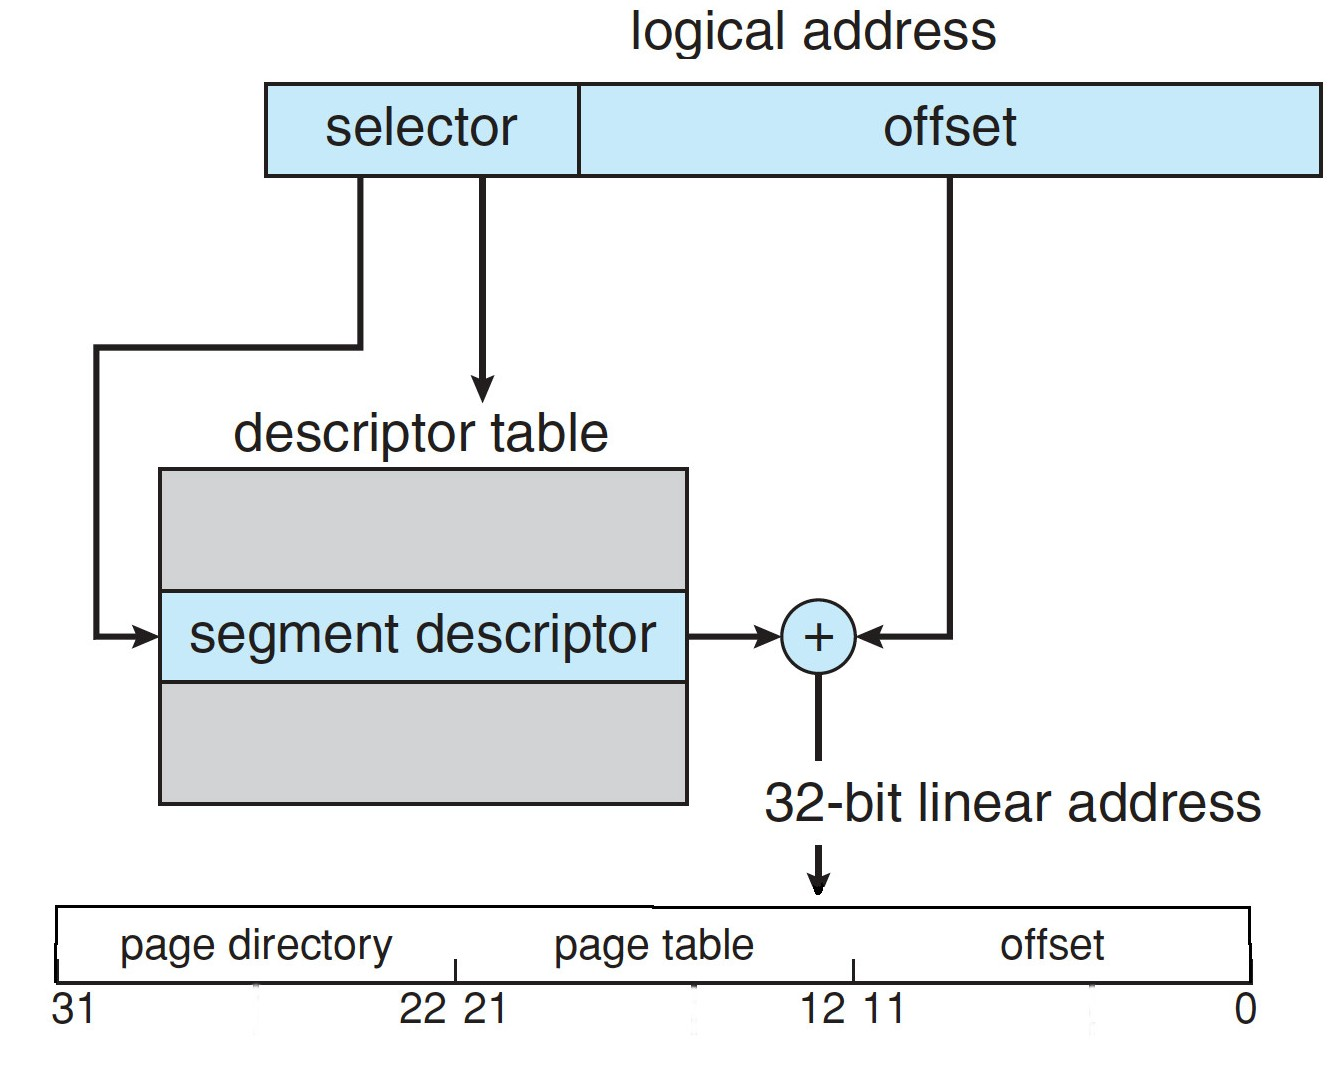 logical address
selector offset
descriptor table
segment descriptor +
32-bit linear address
page directory page table offset
31 22 21 12 11 0